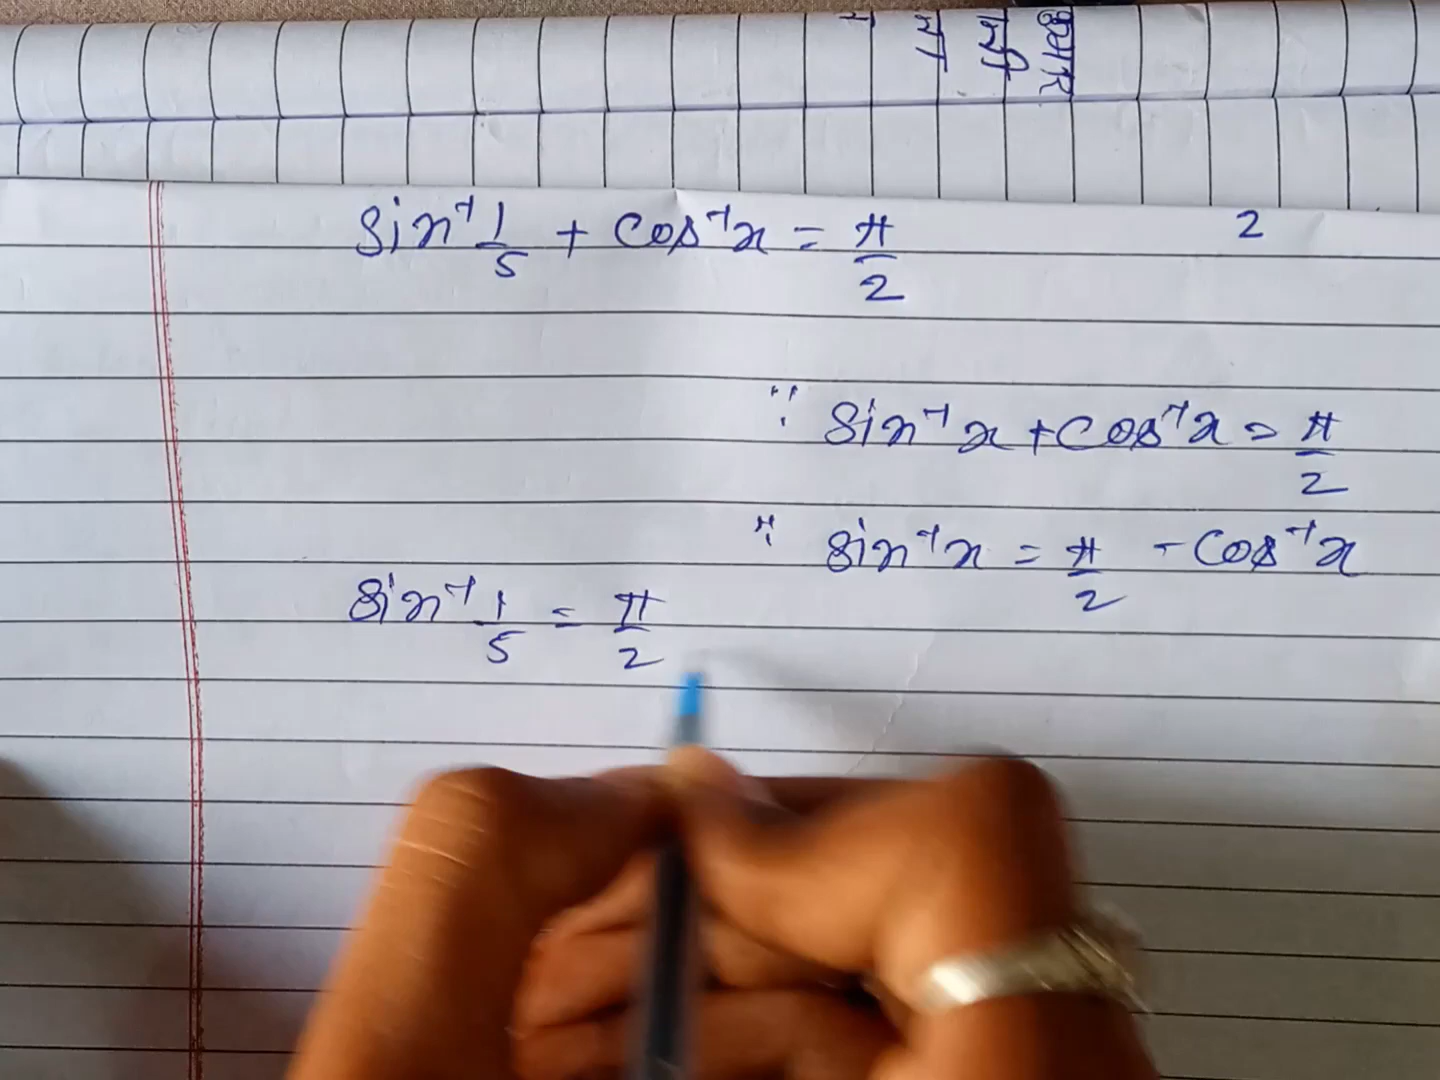 sin⁻¹ 1/5 + cos⁻¹x = π/2
2
∵ sin⁻¹x + cos⁻¹x = π/2
∵ sin⁻¹x = π/2 - cos⁻¹x
sin⁻¹ 1/5 = π/2